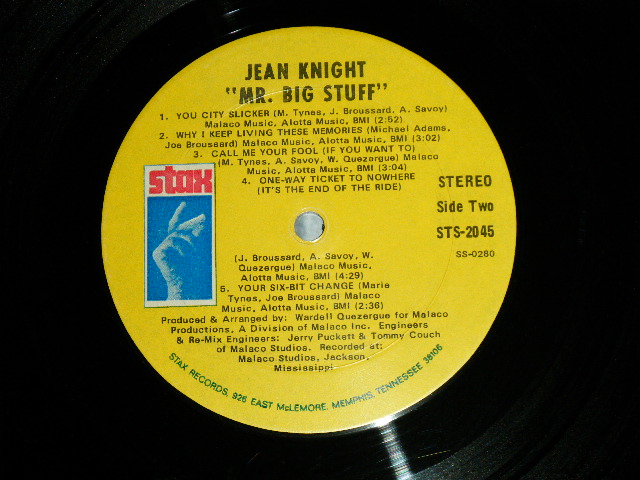 JEAN KNIGHT
"MR. BIG STUFF"
1. YOU CITY SLICKER (M. Tynes, J. Broussard, A. Savoy)
Malaco Music, Alotta Music, BMI (2:52)
2. WHY I KEEP LIVING THESE MEMORIES (Michael Adams,
Joe Broussard) Malaco Music, Alotta Music, BMI (3:02)
3. CALL ME YOUR FOOL (IF YOU WANT TO)
(M. Tynes, A. Savoy, W. Quezergue) Malaco
Music, Alotta Music, BMI (3:04)
4. ONE-WAY TICKET TO NOWHERE
(IT'S THE END OF THE RIDE)
stax
STEREO
Side Two
STS-2045
SS-0280
(J. Broussard, A. Savoy, W.
Quezergue) Malaco Music,
Alotta Music, BMI (4:29)
5. YOUR SIX-BIT CHANGE (Marie
Tynes, Joe Broussard) Malaco
Music, Alotta Music, BMI (2:36)
Produced & Arranged by: Wardell Quezergue for Malaco
Productions, A Division of Malaco Inc. Engineers
& Re-Mix Engineers: Jerry Puckett & Tommy Couch
of Malaco Studios. Recorded at:
Malaco Studios, Jackson,
Mississippi
STAX RECORDS, 926 EAST McLEMORE, MEMPHIS, TENNESSEE 38106